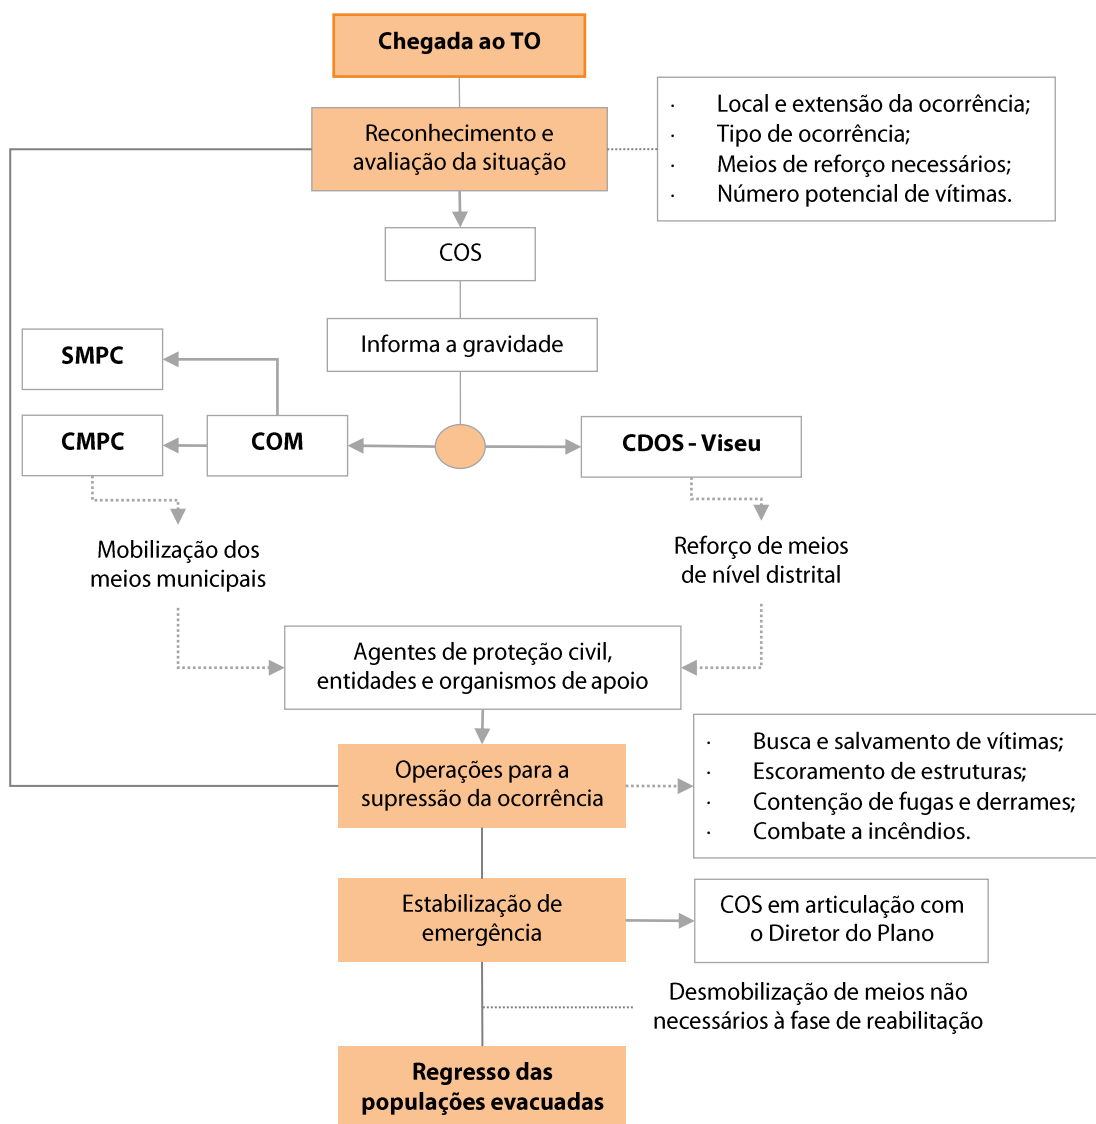 Chegada ao TO
Reconhecimento e
avaliação da situação
· Local e extensão da ocorrência;
· Tipo de ocorrência;
· Meios de reforço necessários;
· Número potencial de vítimas.
COS
Informa a gravidade
SMPC
CMPC
COM
CDOS - Viseu
Mobilização dos
meios municipais
Reforço de meios
de nível distrital
Agentes de proteção civil,
entidades e organismos de apoio
Operações para a
supressão da ocorrência
· Busca e salvamento de vítimas;
· Escoramento de estruturas;
· Contenção de fugas e derrames;
· Combate a incêndios.
Estabilização de
emergência
COS em articulação com
o Diretor do Plano
Desmobilização de meios não
necessários à fase de reabilitação
Regresso das
populações evacuadas